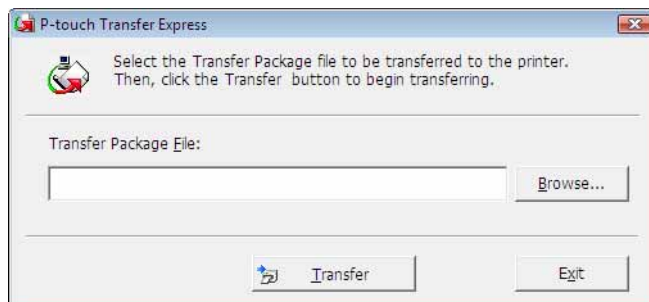 P-touch Transfer Express
Select the Transfer Package file to be transferred to the printer.
Then, click the Transfer button to begin transferring.
Transfer Package File:
Browse...
Transfer
Exit